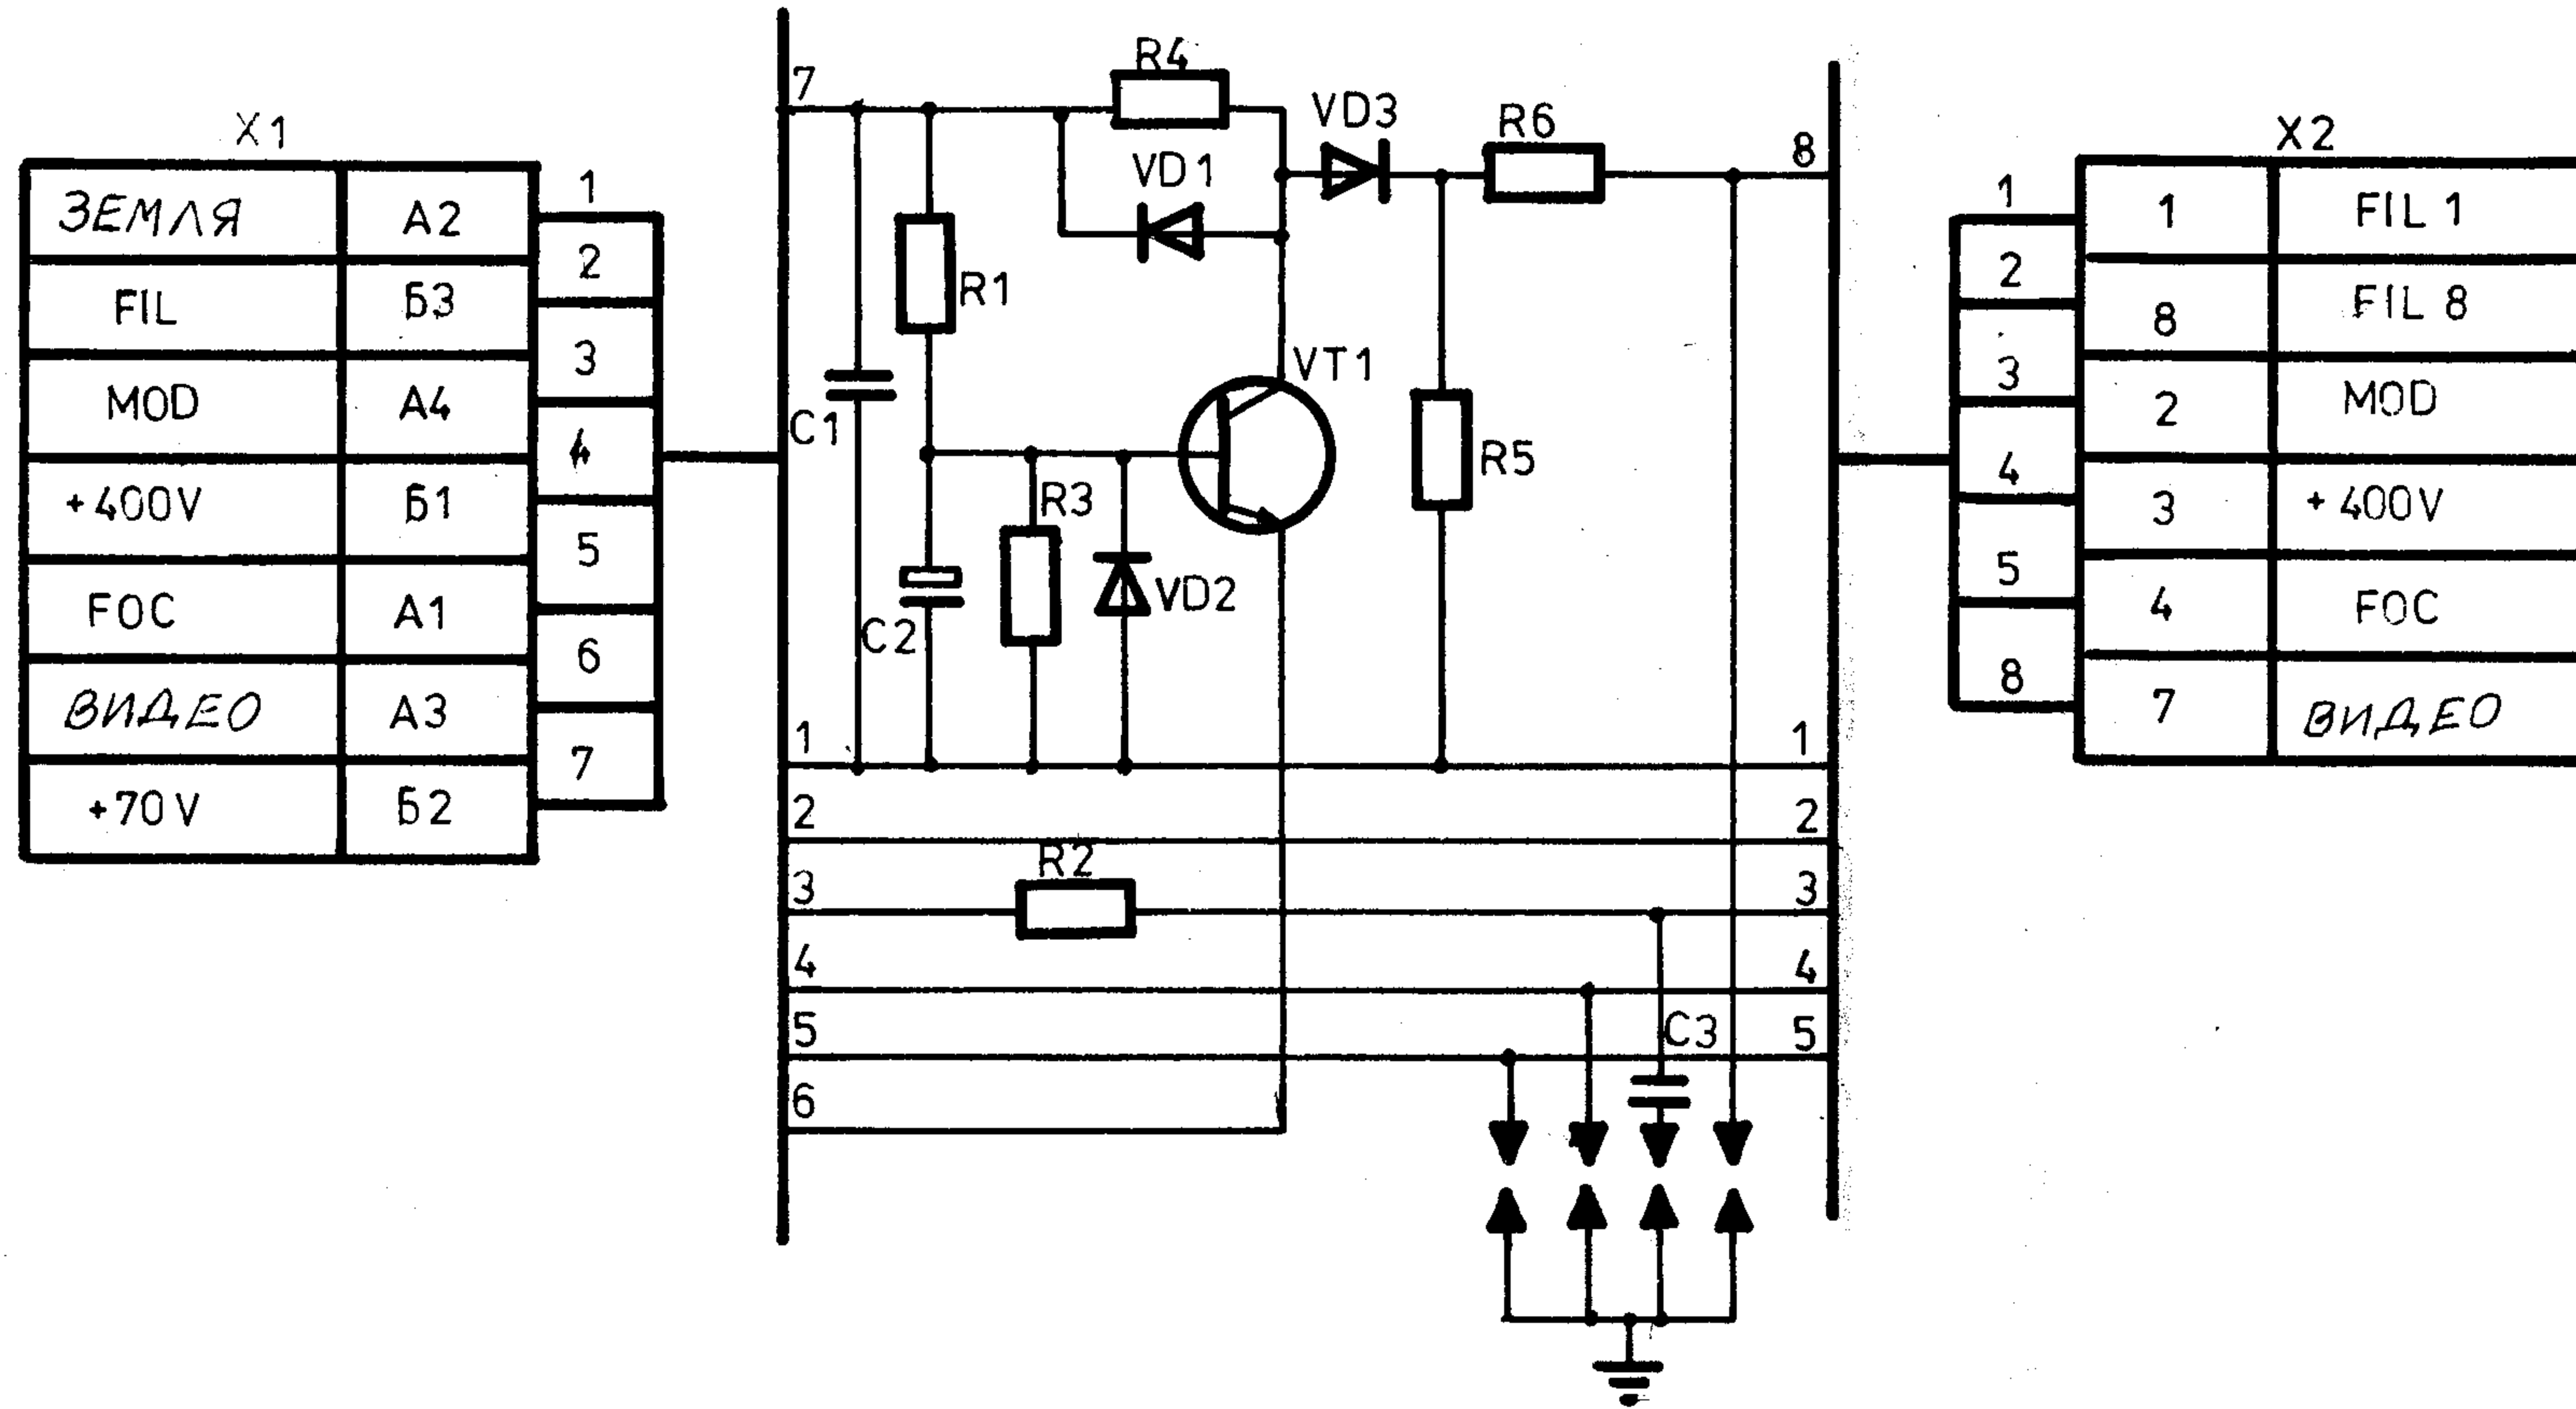 X1
ЗЕМЛЯ A2 1
FIL Б3 2
MOD A4 3
+400V Б1 4
FOC A1 5
ВИДЕО A3 6
+70V Б2 7
7
R4
VD3
R6
8
VD1
R1
VT1
C1
R3
R5
VD2
C2
1
1
2
2
R2
3
3
4
4
5
C3
5
6
X2
1 1 FIL 1
2 8 FIL 8
3 2 MOD
4 3 +400V
5 4 FOC
8 7 ВИДЕО